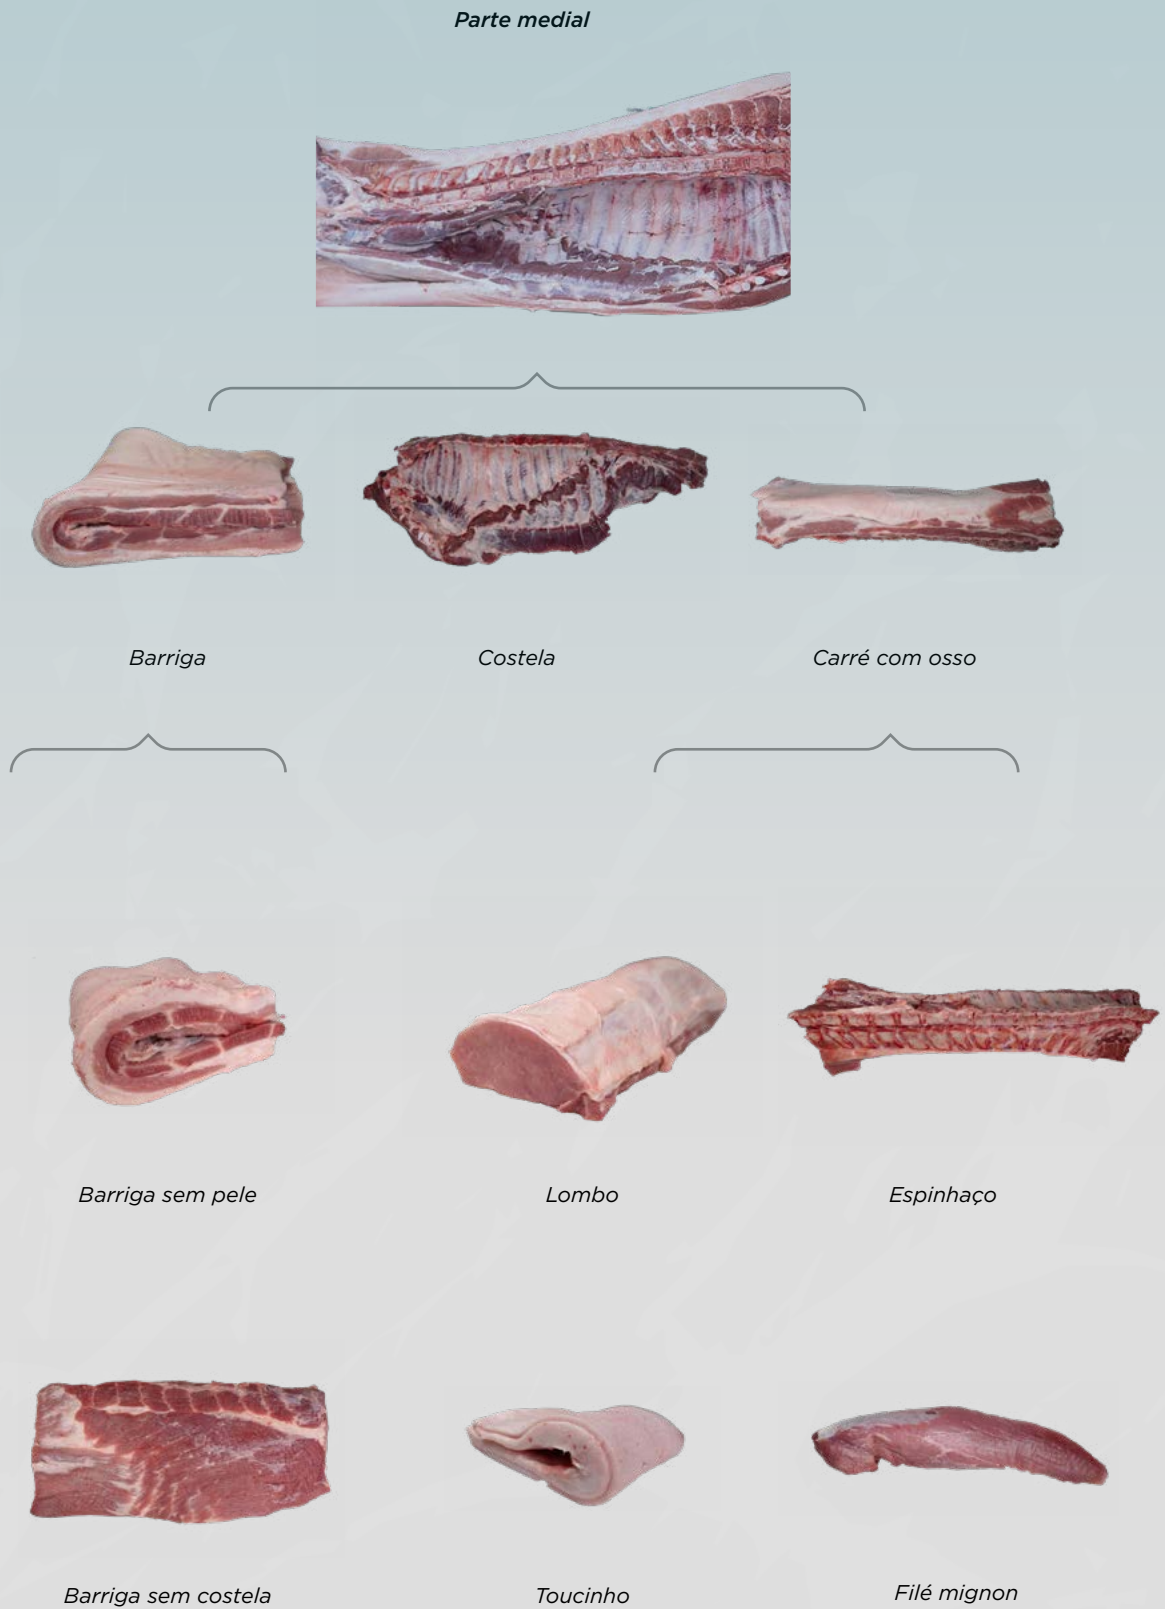 Parte medial
Barriga
Costela
Carré com osso
Barriga sem pele
Lombo
Espinhaço
Barriga sem costela
Toucinho
Filé mignon